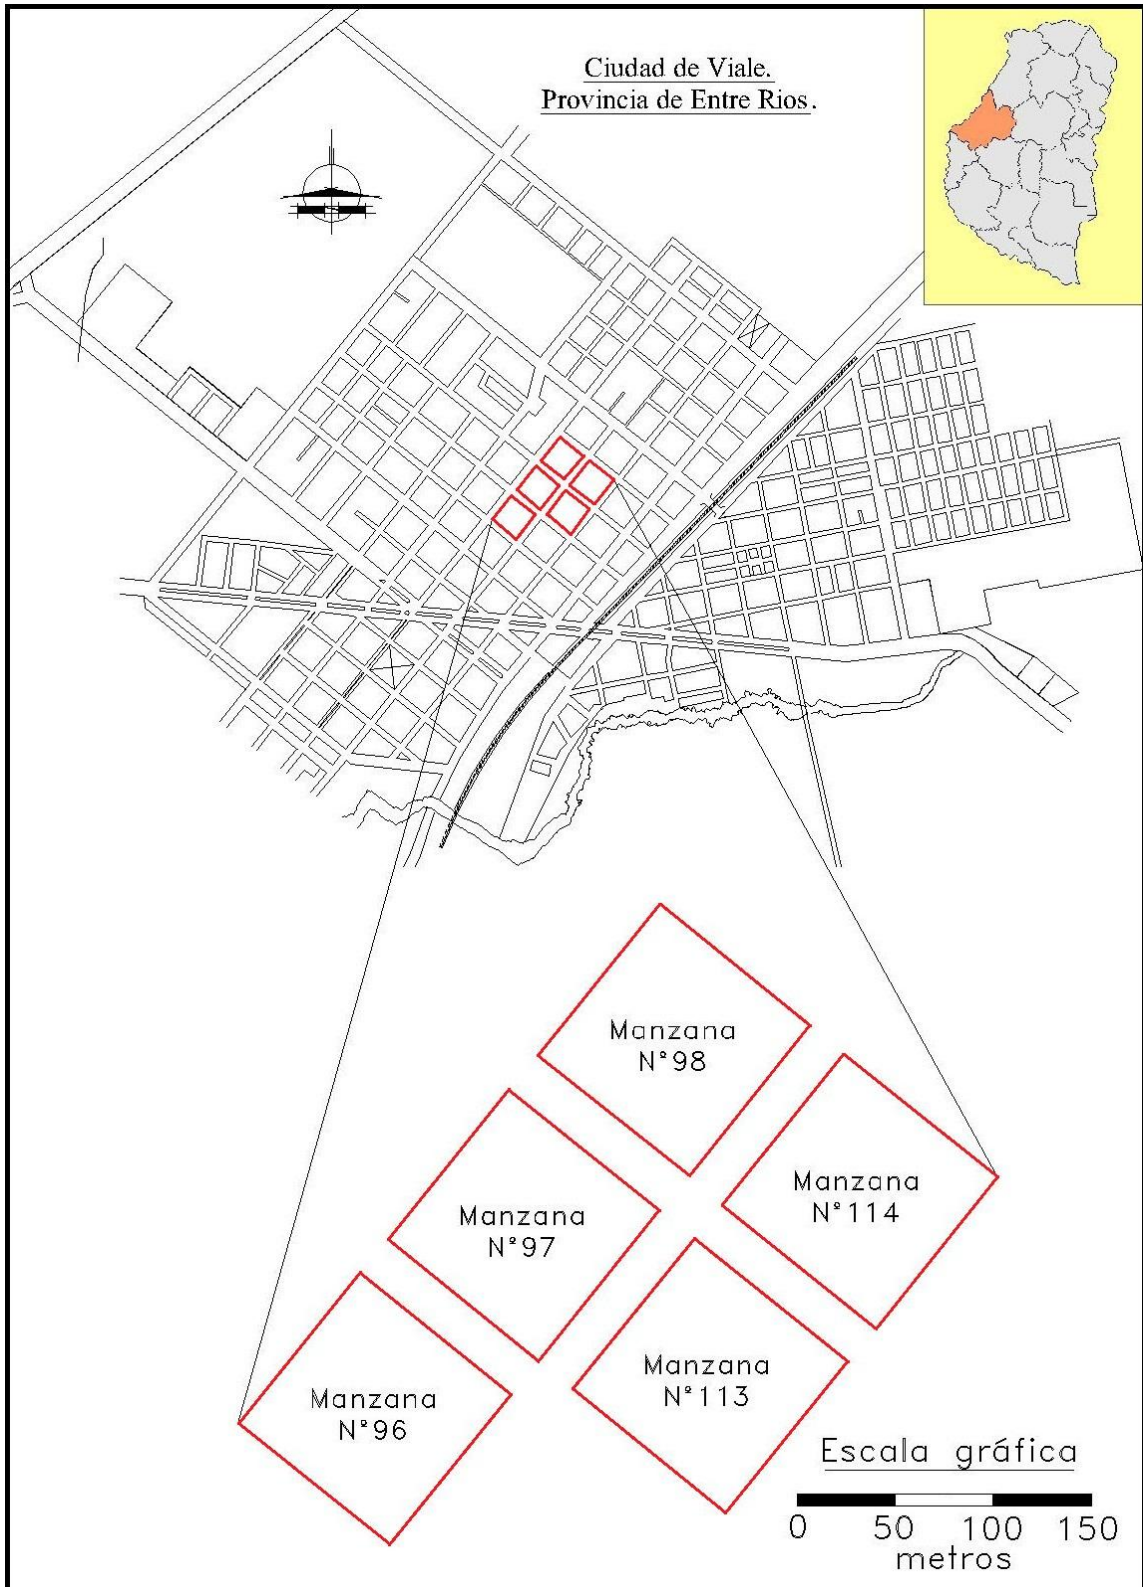 Ciudad de Viale.
Provincia de Entre Rios.
Manzana
N°98
Manzana
N°114
Manzana
N°97
Manzana
N°113
Manzana
N°96
Escala gráfica
0 50 100 150
metros